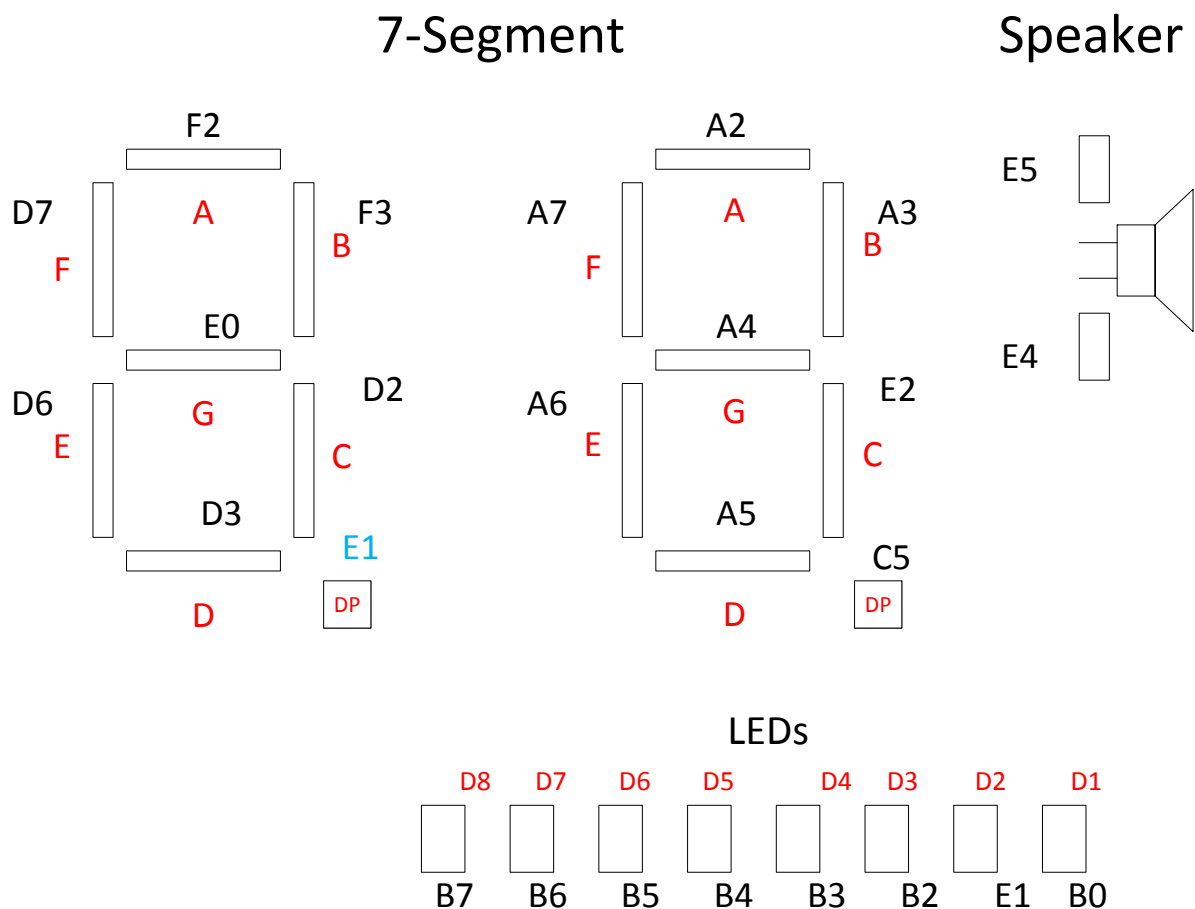 7-Segment Speaker
F2 A2
E5
D7 A F3 A7 A A3
F B F B
E0 A4
E4
D6 G D2 A6 G E2
E C E C
D3 A5
E1 C5
D DP D DP
LEDs
D8 D7 D6 D5 D4 D3 D2 D1
B7 B6 B5 B4 B3 B2 E1 B0